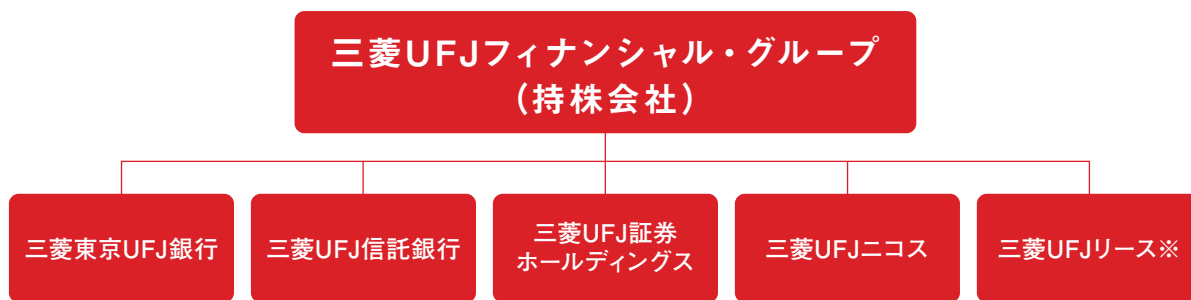 三菱UFJフィナンシャル・グループ
（持株会社）
三菱東京UFJ銀行
三菱UFJ信託銀行
三菱UFJ証券
ホールディングス
三菱UFJニコス
三菱UFJリース※